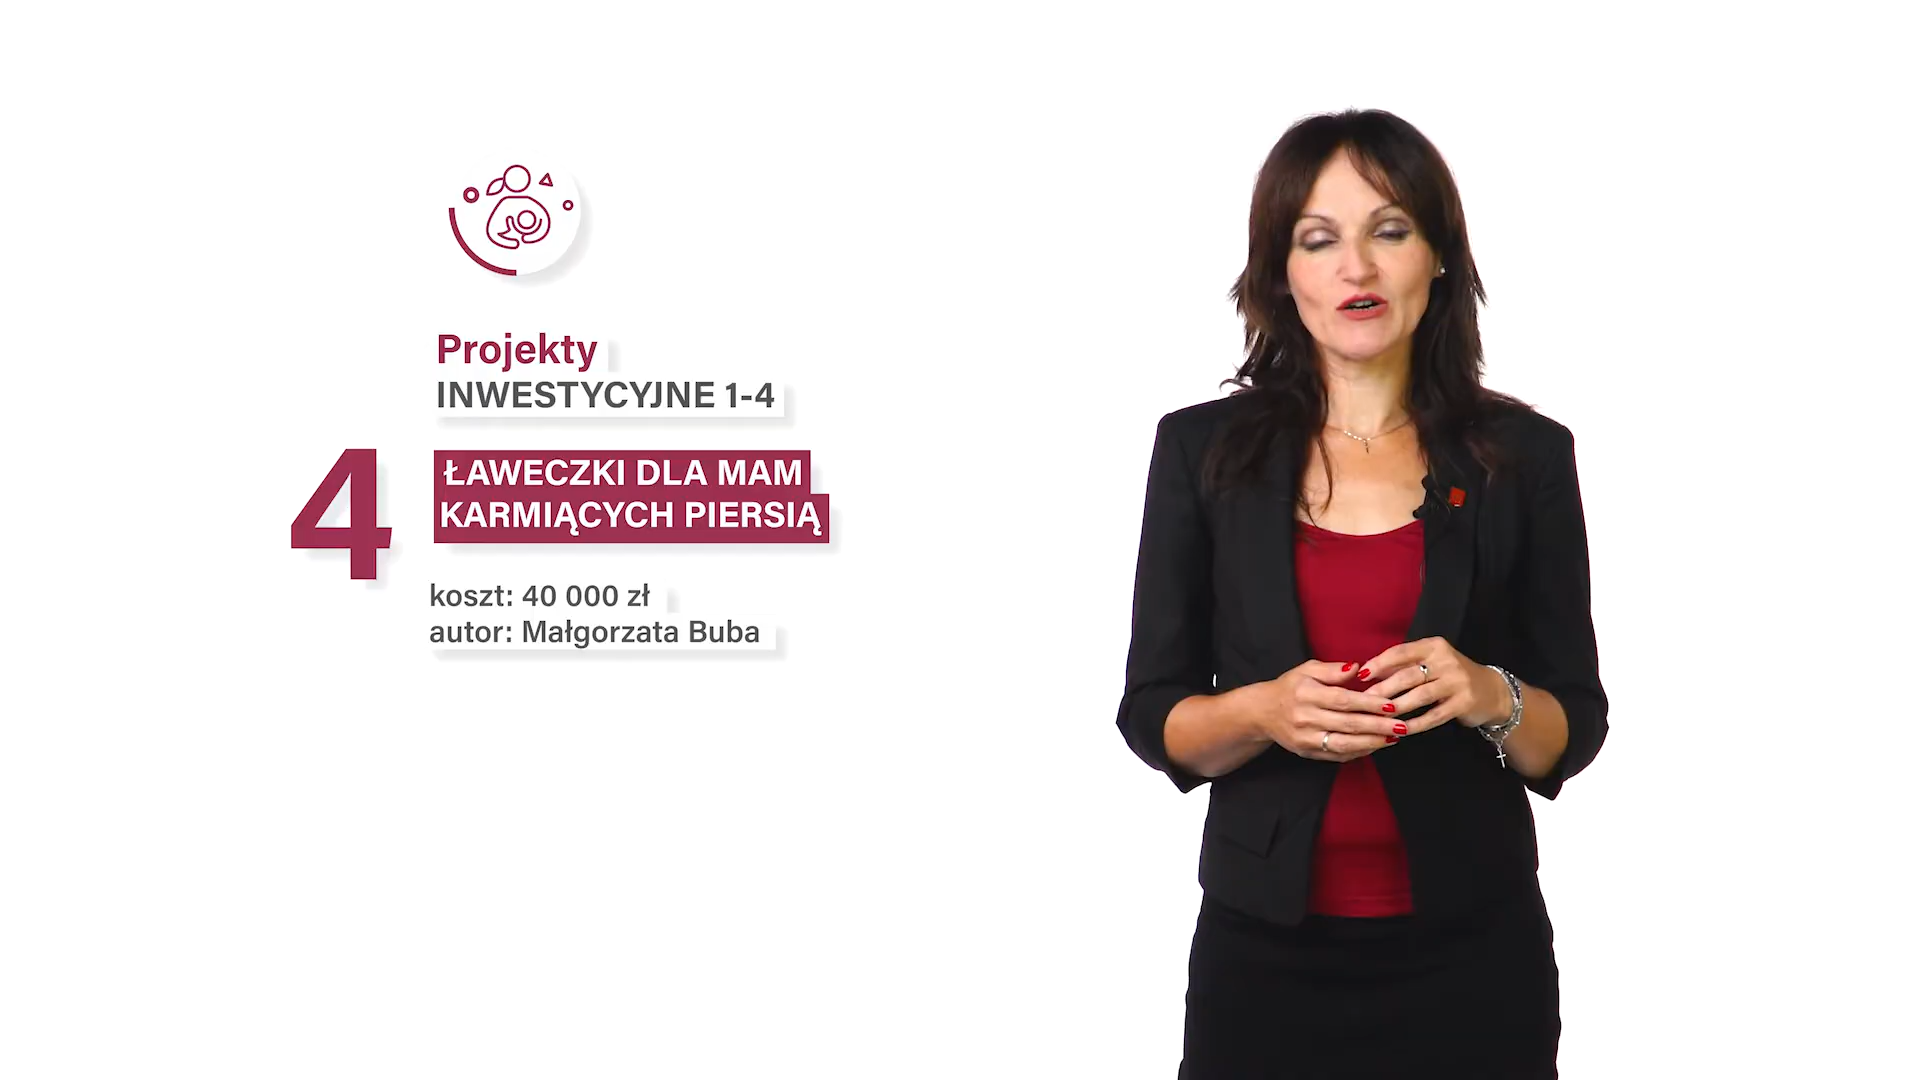 Projekty
INWESTYCYJNE 1-4
4
ŁAWECZKI DLA MAM
KARMIĄCYCH PIERSIĄ
koszt: 40 000 zł
autor: Małgorzata Buba